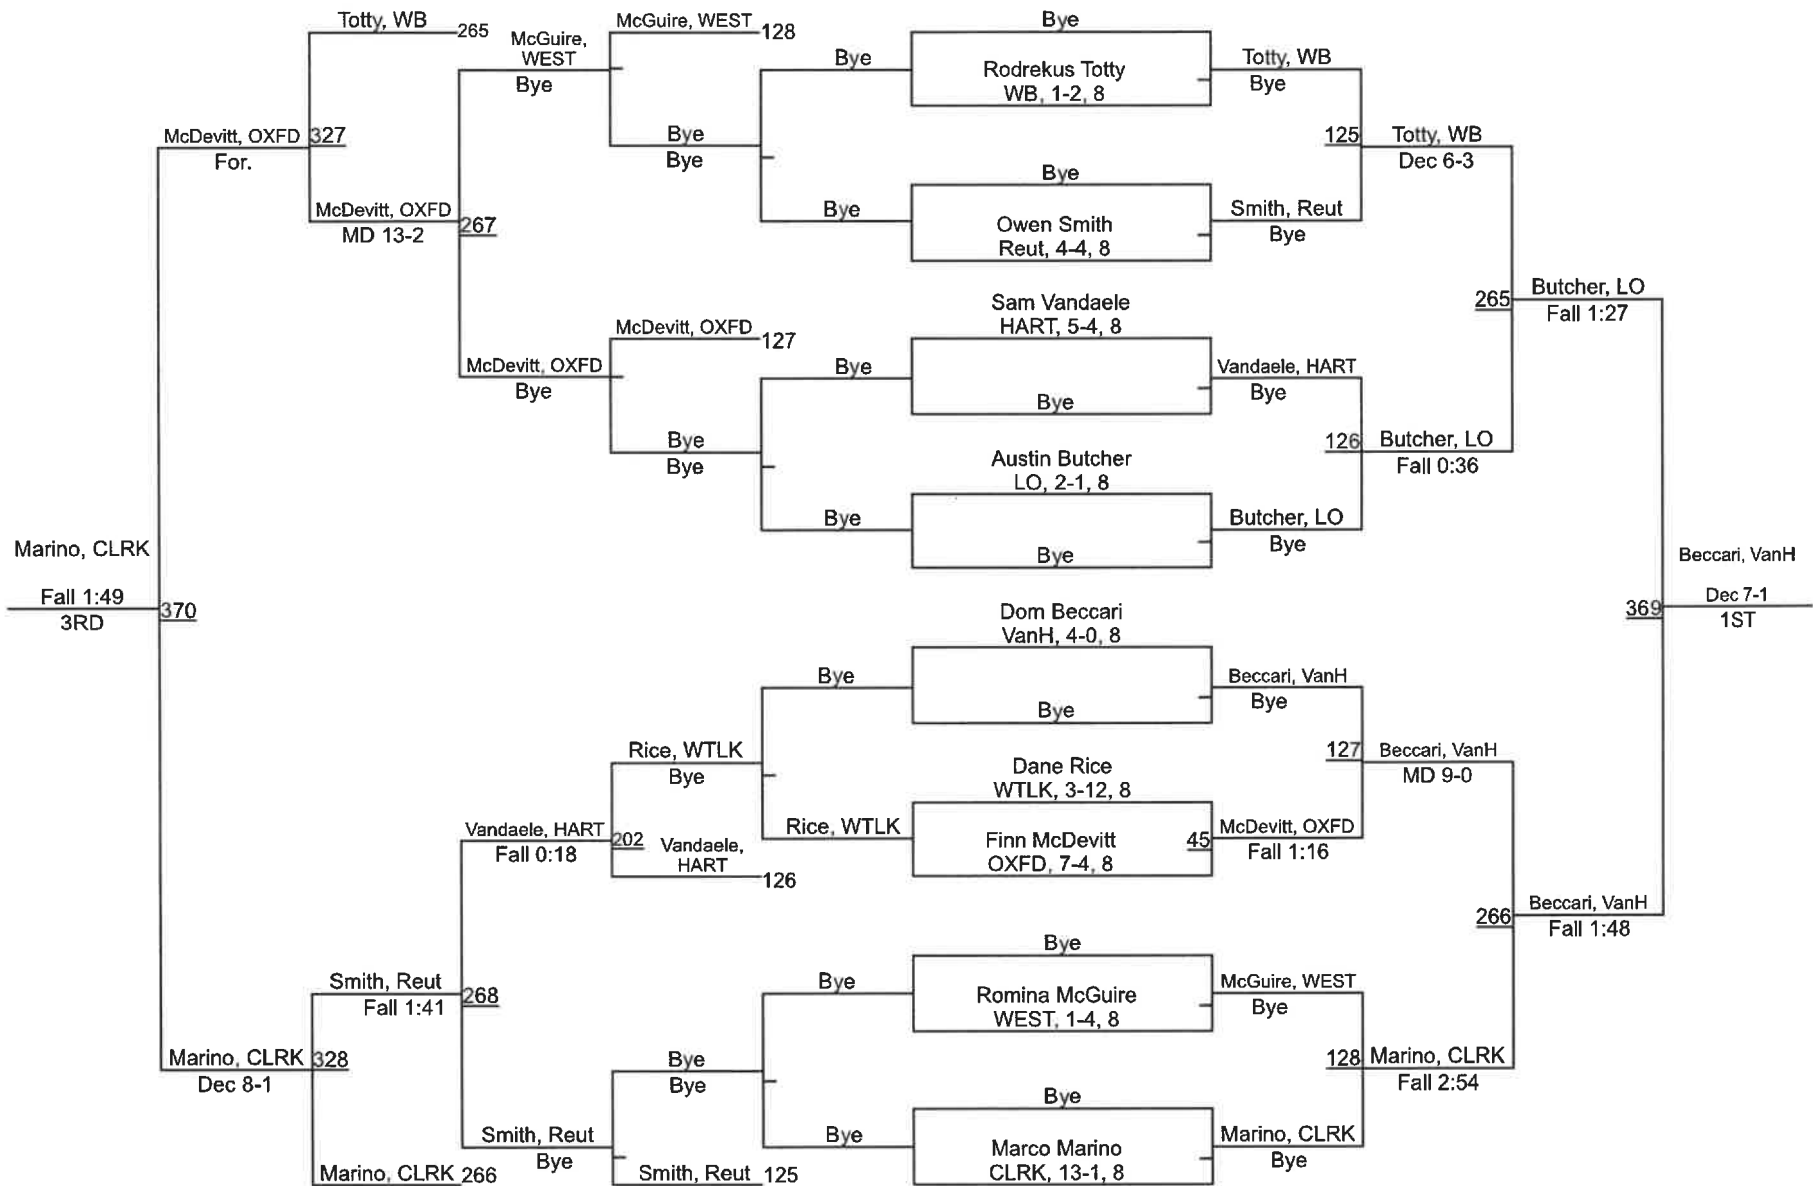 Totty, WB
265
McGuire,
WEST
Bye
McGuire, WEST
128
Bye
Bye
Rodrekus Totty
WB, 1-2, 8
Totty, WB
Bye
McDevitt, OXFD
For.
327
Bye
Bye
125
Totty, WB
Dec 6-3
McDevitt, OXFD
MD 13-2
267
Bye
Bye
Owen Smith
Reut, 4-4, 8
Smith, Reut
Bye
Sam Vandaele
HART, 5-4, 8
265
Butcher, LO
Fall 1:27
McDevitt, OXFD
Bye
McDevitt, OXFD
127
Bye
Bye
Vandaele, HART
Bye
Bye
Bye
Austin Butcher
LO, 2-1, 8
126
Butcher, LO
Fall 0:36
Bye
Bye
Butcher, LO
Bye
Marino, CLRK
Fall 1:49
3RD
370
Dom Beccari
VanH, 4-0, 8
369
Beccari, VanH
Dec 7-1
1ST
Bye
Bye
Beccari, VanH
Bye
Rice, WTLK
Bye
Dane Rice
WTLK, 3-12, 8
127
Beccari, VanH
MD 9-0
Vandaele, HART
Fall 0:18
202
Vandaele,
HART
126
Rice, WTLK
Finn McDevitt
OXFD, 7-4, 8
45
McDevitt, OXFD
Fall 1:16
266
Beccari, VanH
Fall 1:48
Smith, Reut
Fall 1:41
268
Bye
Bye
Romina McGuire
WEST, 1-4, 8
McGuire, WEST
Bye
Marino, CLRK
Dec 8-1
328
Bye
Bye
128
Marino, CLRK
Fall 2:54
Smith, Reut
Bye
Bye
Bye
Marco Marino
CLRK, 13-1, 8
Marino, CLRK
Bye
Marino, CLRK
266
Smith, Reut
125